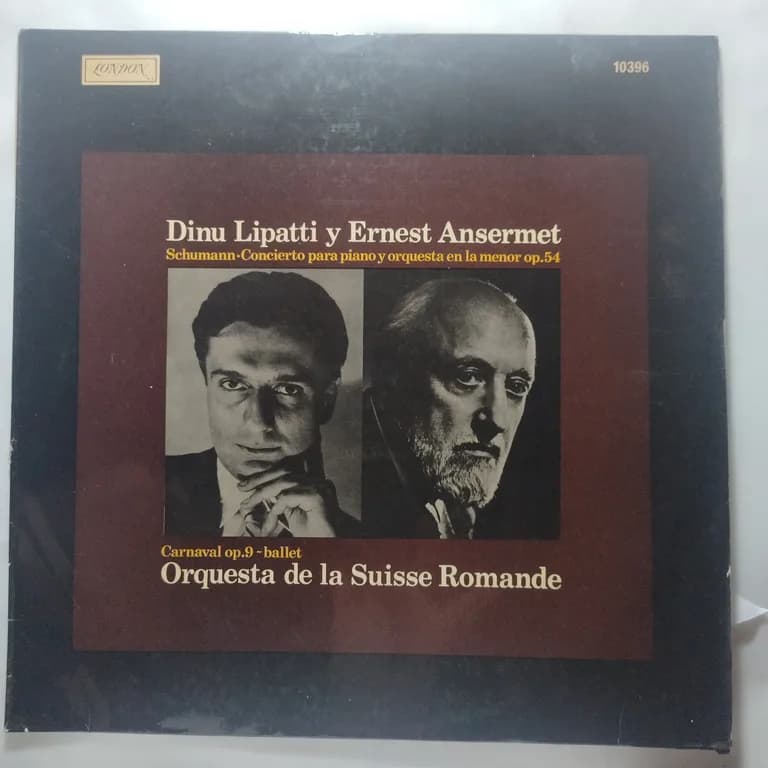 LONDON
10396
Dinu Lipatti y Ernest Ansermet
Schumann-Concierto para piano y orquesta en la menor op.54
Carnaval op.9 - ballet
Orquesta de la Suisse Romande